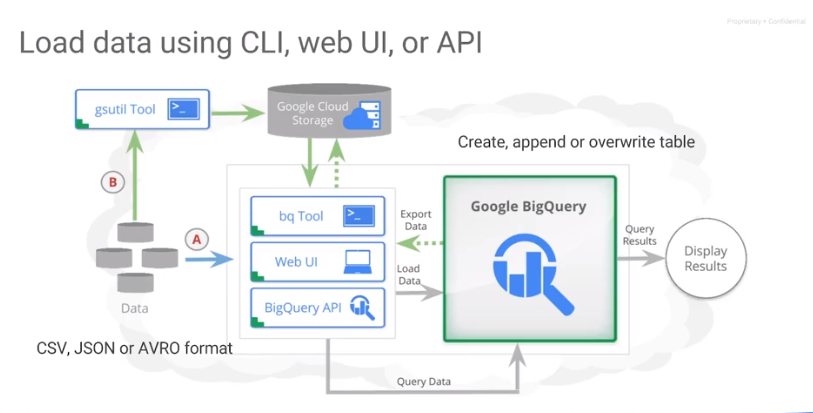 Proprietary + Confidential
Load data using CLI, web UI, or API
gsutil Tool
>_
Google Cloud
Storage
Create, append or overwrite table
B
bq Tool
>_
Export
Data
Google BigQuery
Query
Results
A
Web UI
Display
Results
Load
Data
Data
BigQuery API
CSV, JSON or AVRO format
Query Data